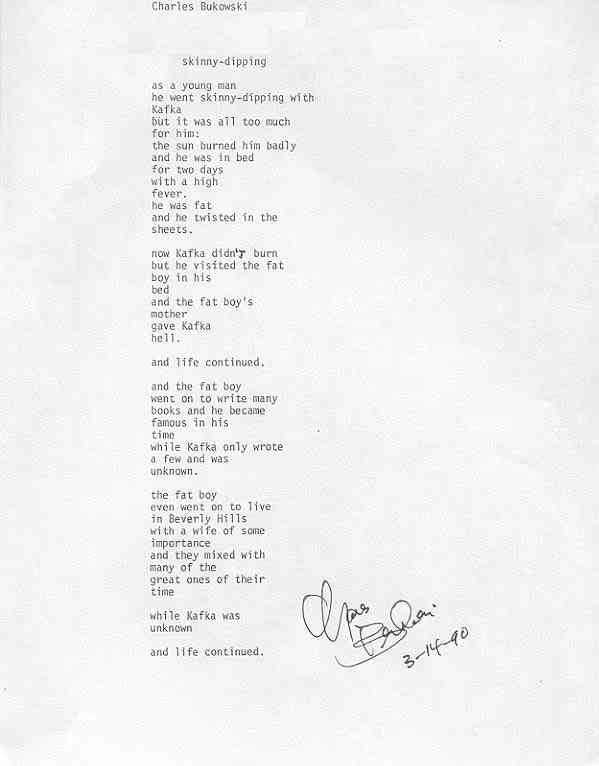 Charles Bukowski
skinny-dipping
as a young man
he went skinny-dipping with
Kafka
but it was all too much
for him:
the sun burned him badly
and he was in bed
for two days
with a high
fever.
he was fat
and he twisted in the
sheets.
now Kafka didn't burn
but he visited the fat
boy in his
bed
and the fat boy's
mother
gave Kafka
hell.
and life continued.
and the fat boy
went on to write many
books and he became
famous in his
time
while Kafka only wrote
a few and was
unknown.
the fat boy
even went on to live
in Beverly Hills
with a wife of some
importance
and they mixed with
many of the
great ones of their
time
while Kafka was
unknown
and life continued.
3-14-90